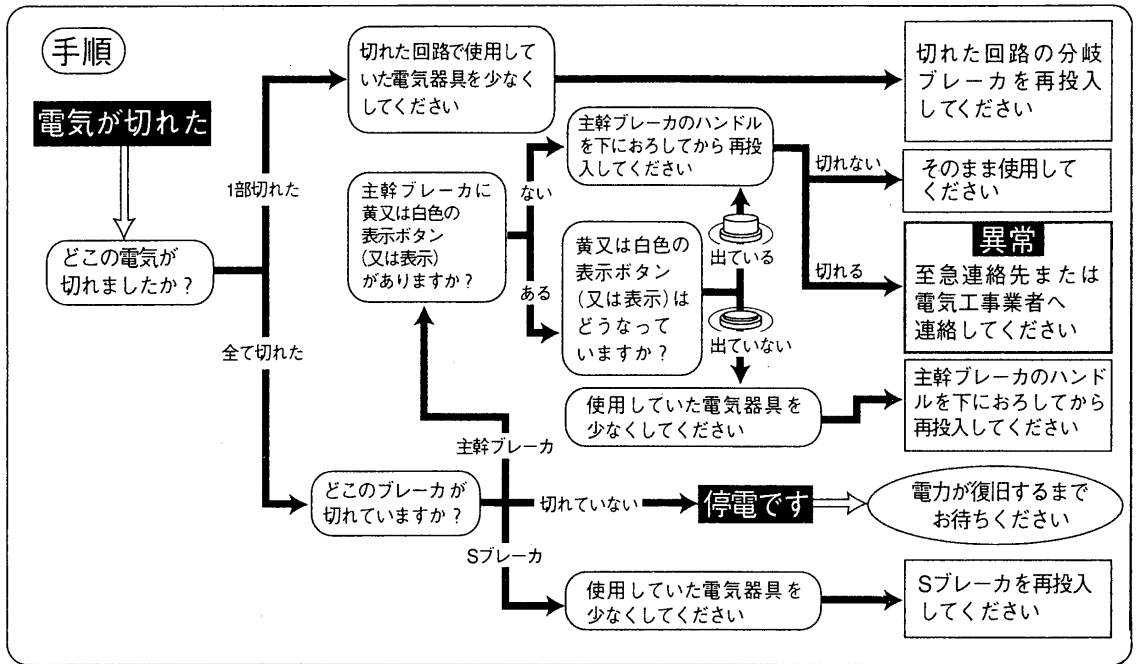 手順
電気が切れた
どこの電気が
切れましたか？
1部切れた
切れた回路で使用して
いた電気器具を少なく
してください
切れた回路の分岐
ブレーカを再投入
してください
全て切れた
どこのブレーカが
切れていますか？
主幹ブレーカ
主幹ブレーカに
黄又は白色の
表示ボタン
（又は表示）
がありますか？
ない
主幹ブレーカのハンドル
を下におろしてから再投
入してください
切れない
そのまま使用して
ください
切れる
異常
至急連絡先または
電気工事業者へ
連絡してください
ある
黄又は白色の
表示ボタン
（又は表示）は
どうなって
いますか？
出ている
出ていない
使用していた電気器具を
少なくしてください
主幹ブレーカのハンド
ルを下におろしてから
再投入してください
切れていない
停電です
電力が復旧するまで
お待ちください
Sブレーカ
使用していた電気器具を
少なくしてください
Sブレーカを再投入
してください